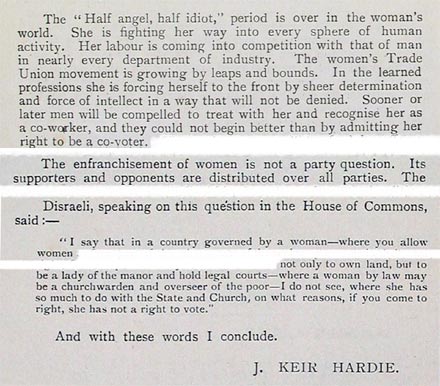 The "Half angel, half idiot," period is over in the woman's
world. She is fighting her way into every sphere of human
activity. Her labour is coming into competition with that of man
in nearly every department of industry. The women's Trade
Union movement is growing by leaps and bounds. In the learned
professions she is forcing herself to the front by sheer determination
and force of intellect in a way that will not be denied. Sooner or
later men will be compelled to treat with her and recognise her as
a co-worker, and they could not begin better than by admitting her
right to be a co-voter.
The enfranchisement of women is not a party question. Its
supporters and opponents are distributed over all parties. The
Disraeli, speaking on this question in the House of Commons,
said:—
"I say that in a country governed by a woman—where you allow
women
not only to own land, but to
be a lady of the manor and hold legal courts—where a woman by law may
be a churchwarden and overseer of the poor—I do not see, where she has
so much to do with the State and Church, on what reasons, if you come to
right, she has not a right to vote."
And with these words I conclude.
J. KEIR HARDIE.